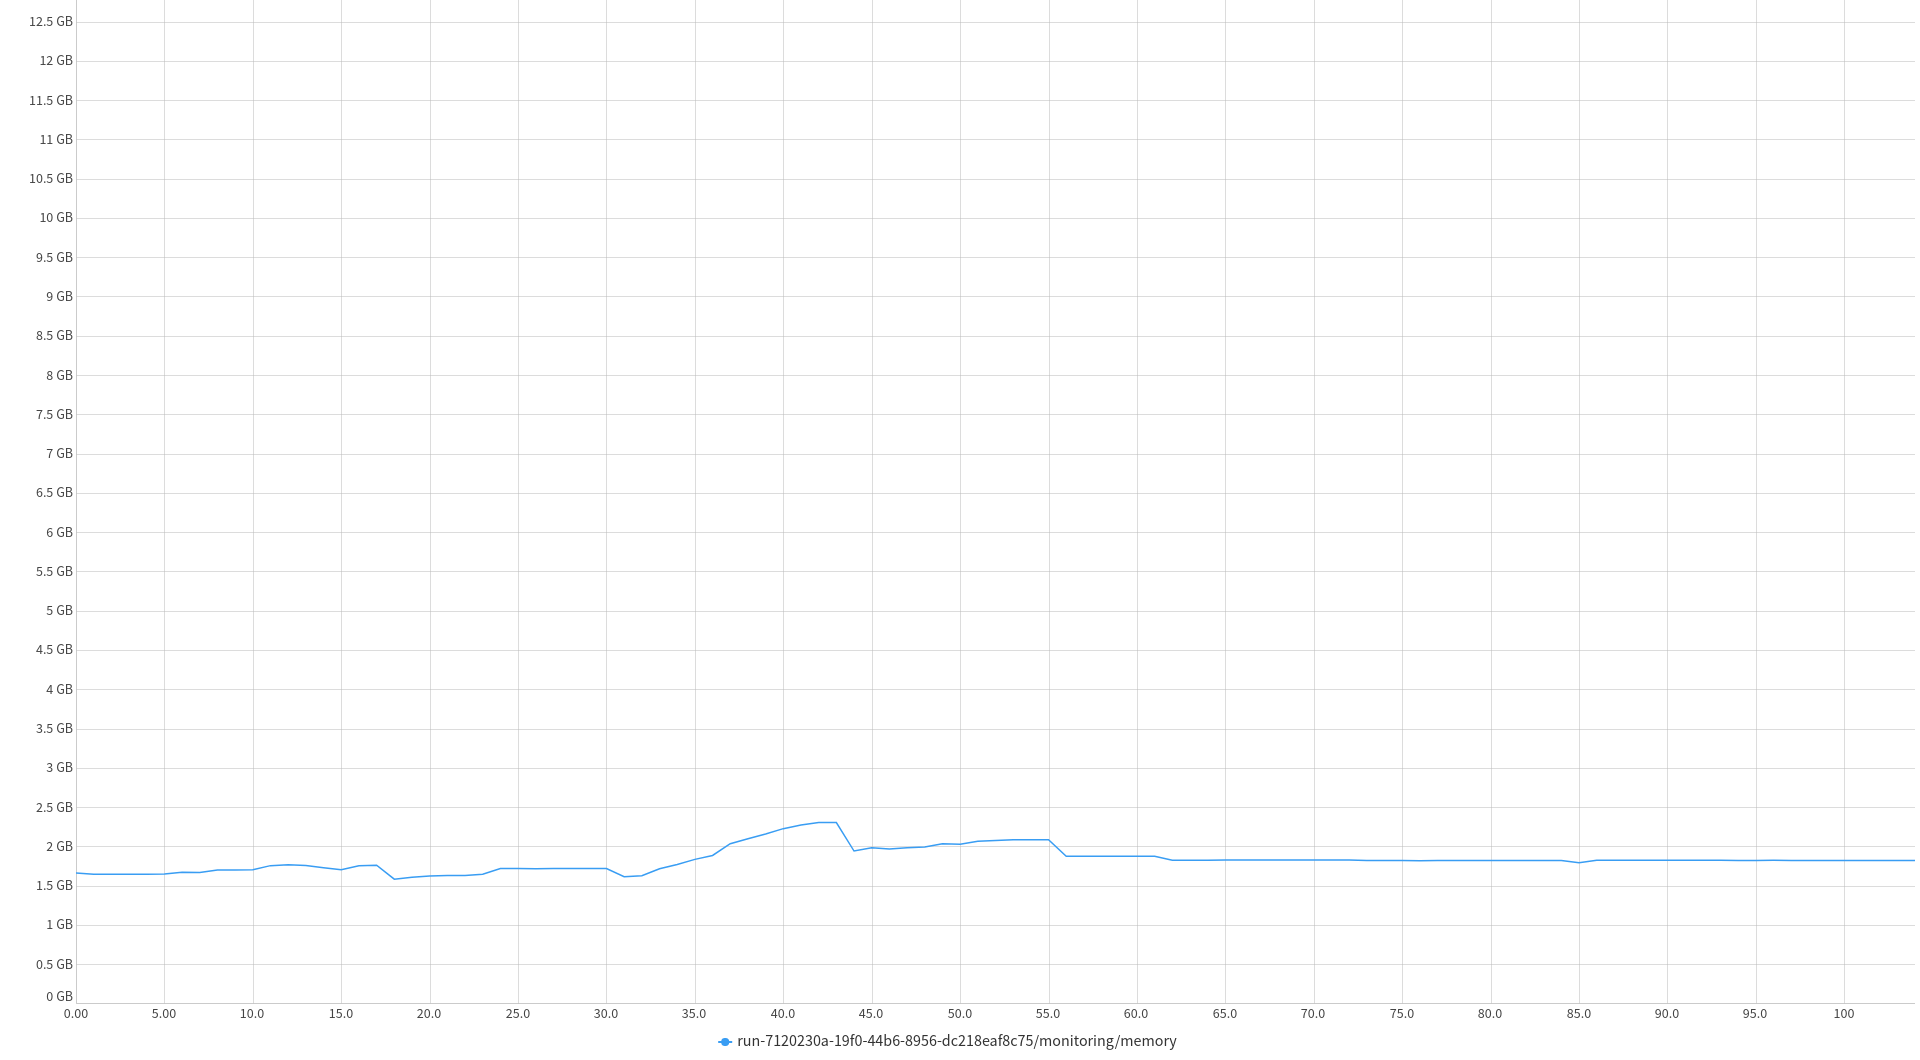 12.5 GB
12 GB
11.5 GB
11 GB
10.5 GB
10 GB
9.5 GB
9 GB
8.5 GB
8 GB
7.5 GB
7 GB
6.5 GB
6 GB
5.5 GB
5 GB
4.5 GB
4 GB
3.5 GB
3 GB
2.5 GB
2 GB
1.5 GB
1 GB
0.5 GB
0 GB
0.00 5.00 10.0 15.0 20.0 25.0 30.0 35.0 40.0 45.0 50.0 55.0 60.0 65.0 70.0 75.0 80.0 85.0 90.0 95.0 100
run-7120230a-19f0-44b6-8956-dc218eaf8c75/monitoring/memory